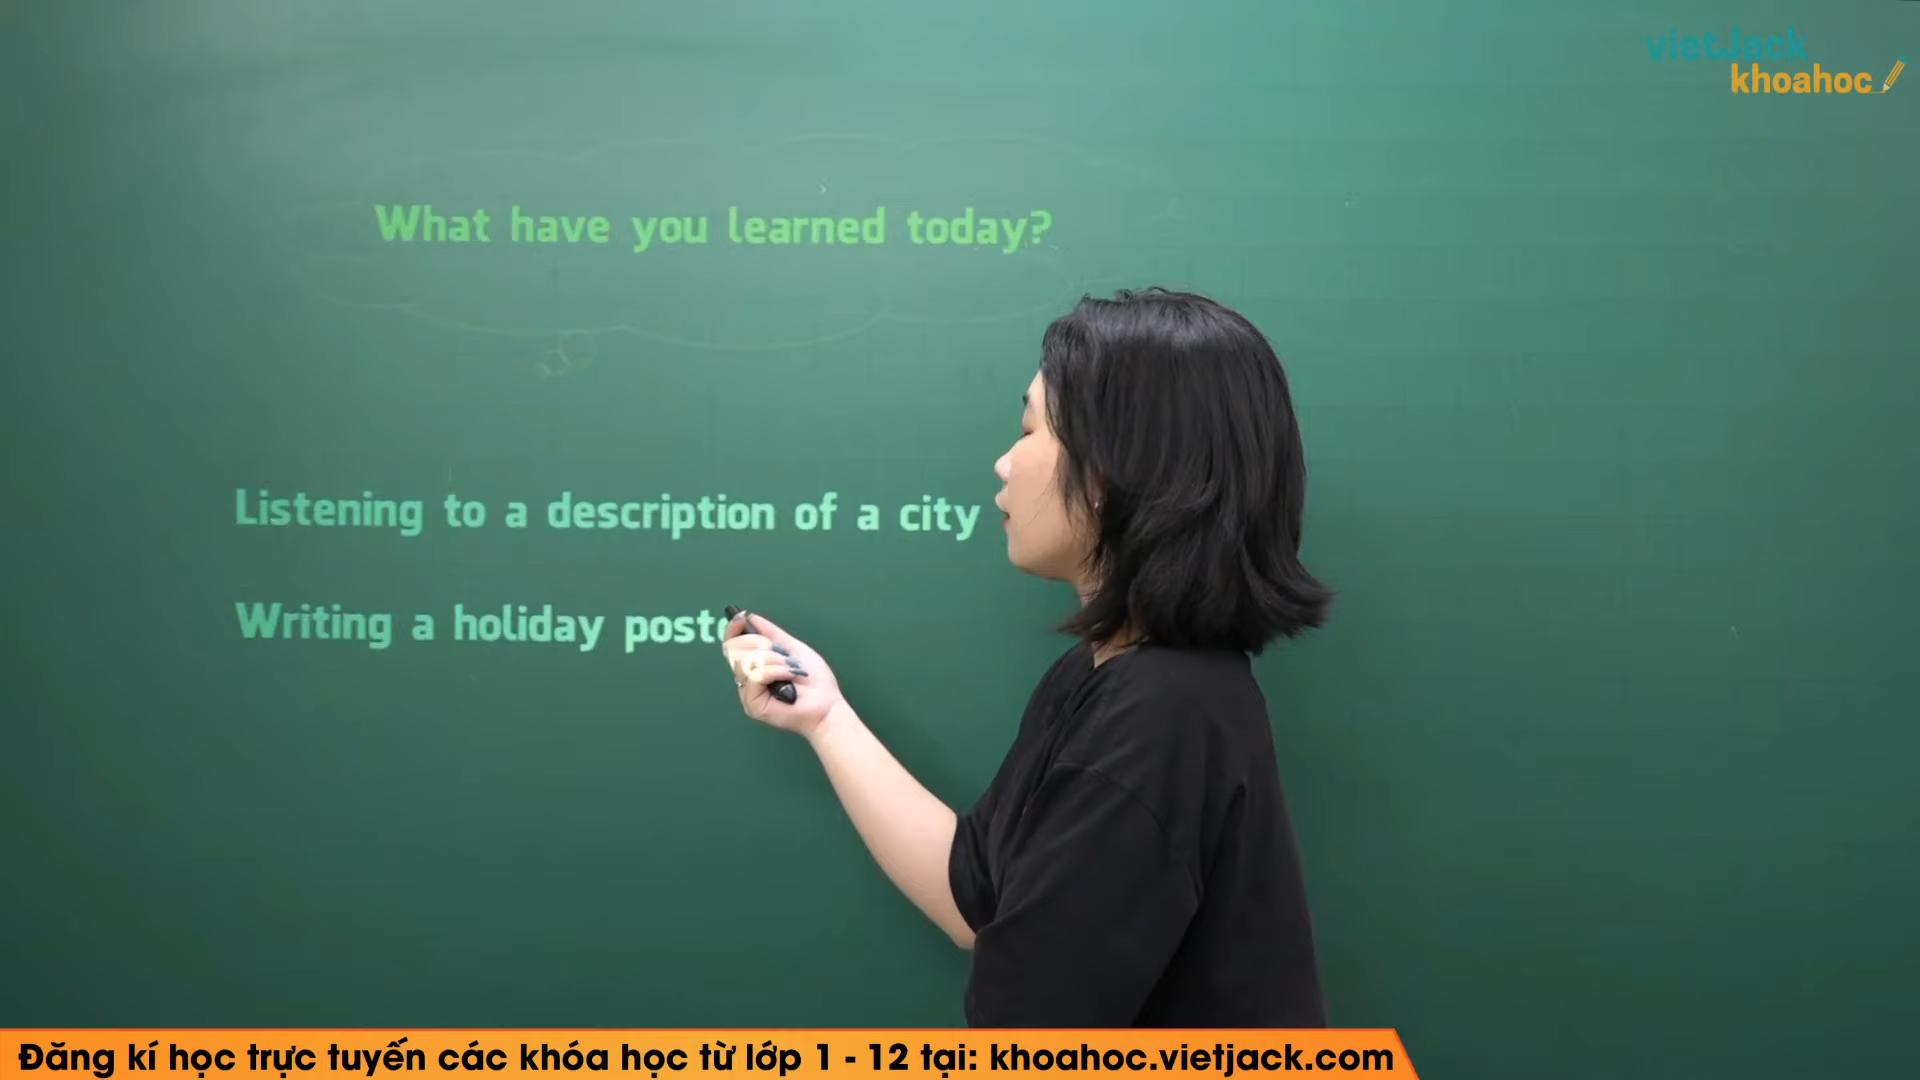 vietJack
khoahoc
What have you learned today?
Listening to a description of a city
Writing a holiday
Đăng kí học trực tuyến các khóa học từ lớp 1 - 12 tại: khoahoc.vietjack.com